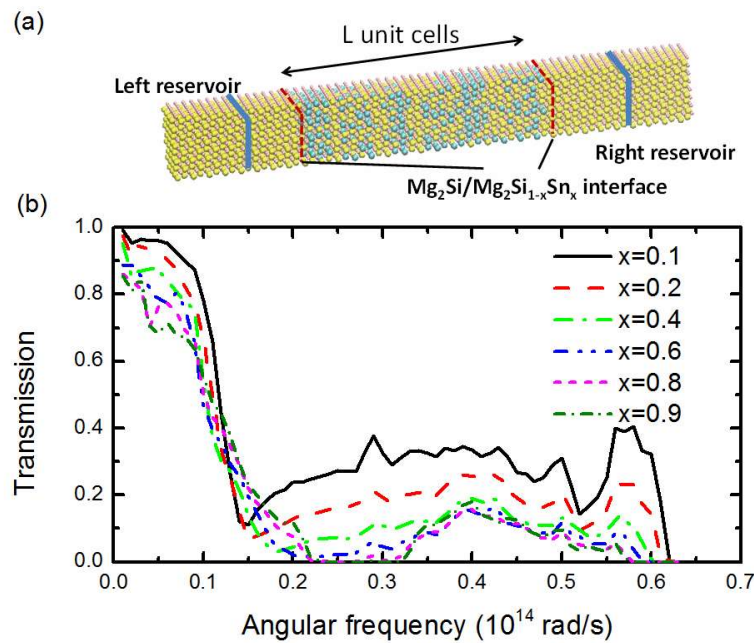 (a)
L unit cells
Left reservoir
Right reservoir
Mg₂Si/Mg₂Si₁₋ₓSnₓ interface
(b)
1.0
0.8
0.6
0.4
0.2
0.0
Transmission
x=0.1
x=0.2
x=0.4
x=0.6
x=0.8
x=0.9
0.0 0.1 0.2 0.3 0.4 0.5 0.6 0.7
Angular frequency (10¹⁴ rad/s)